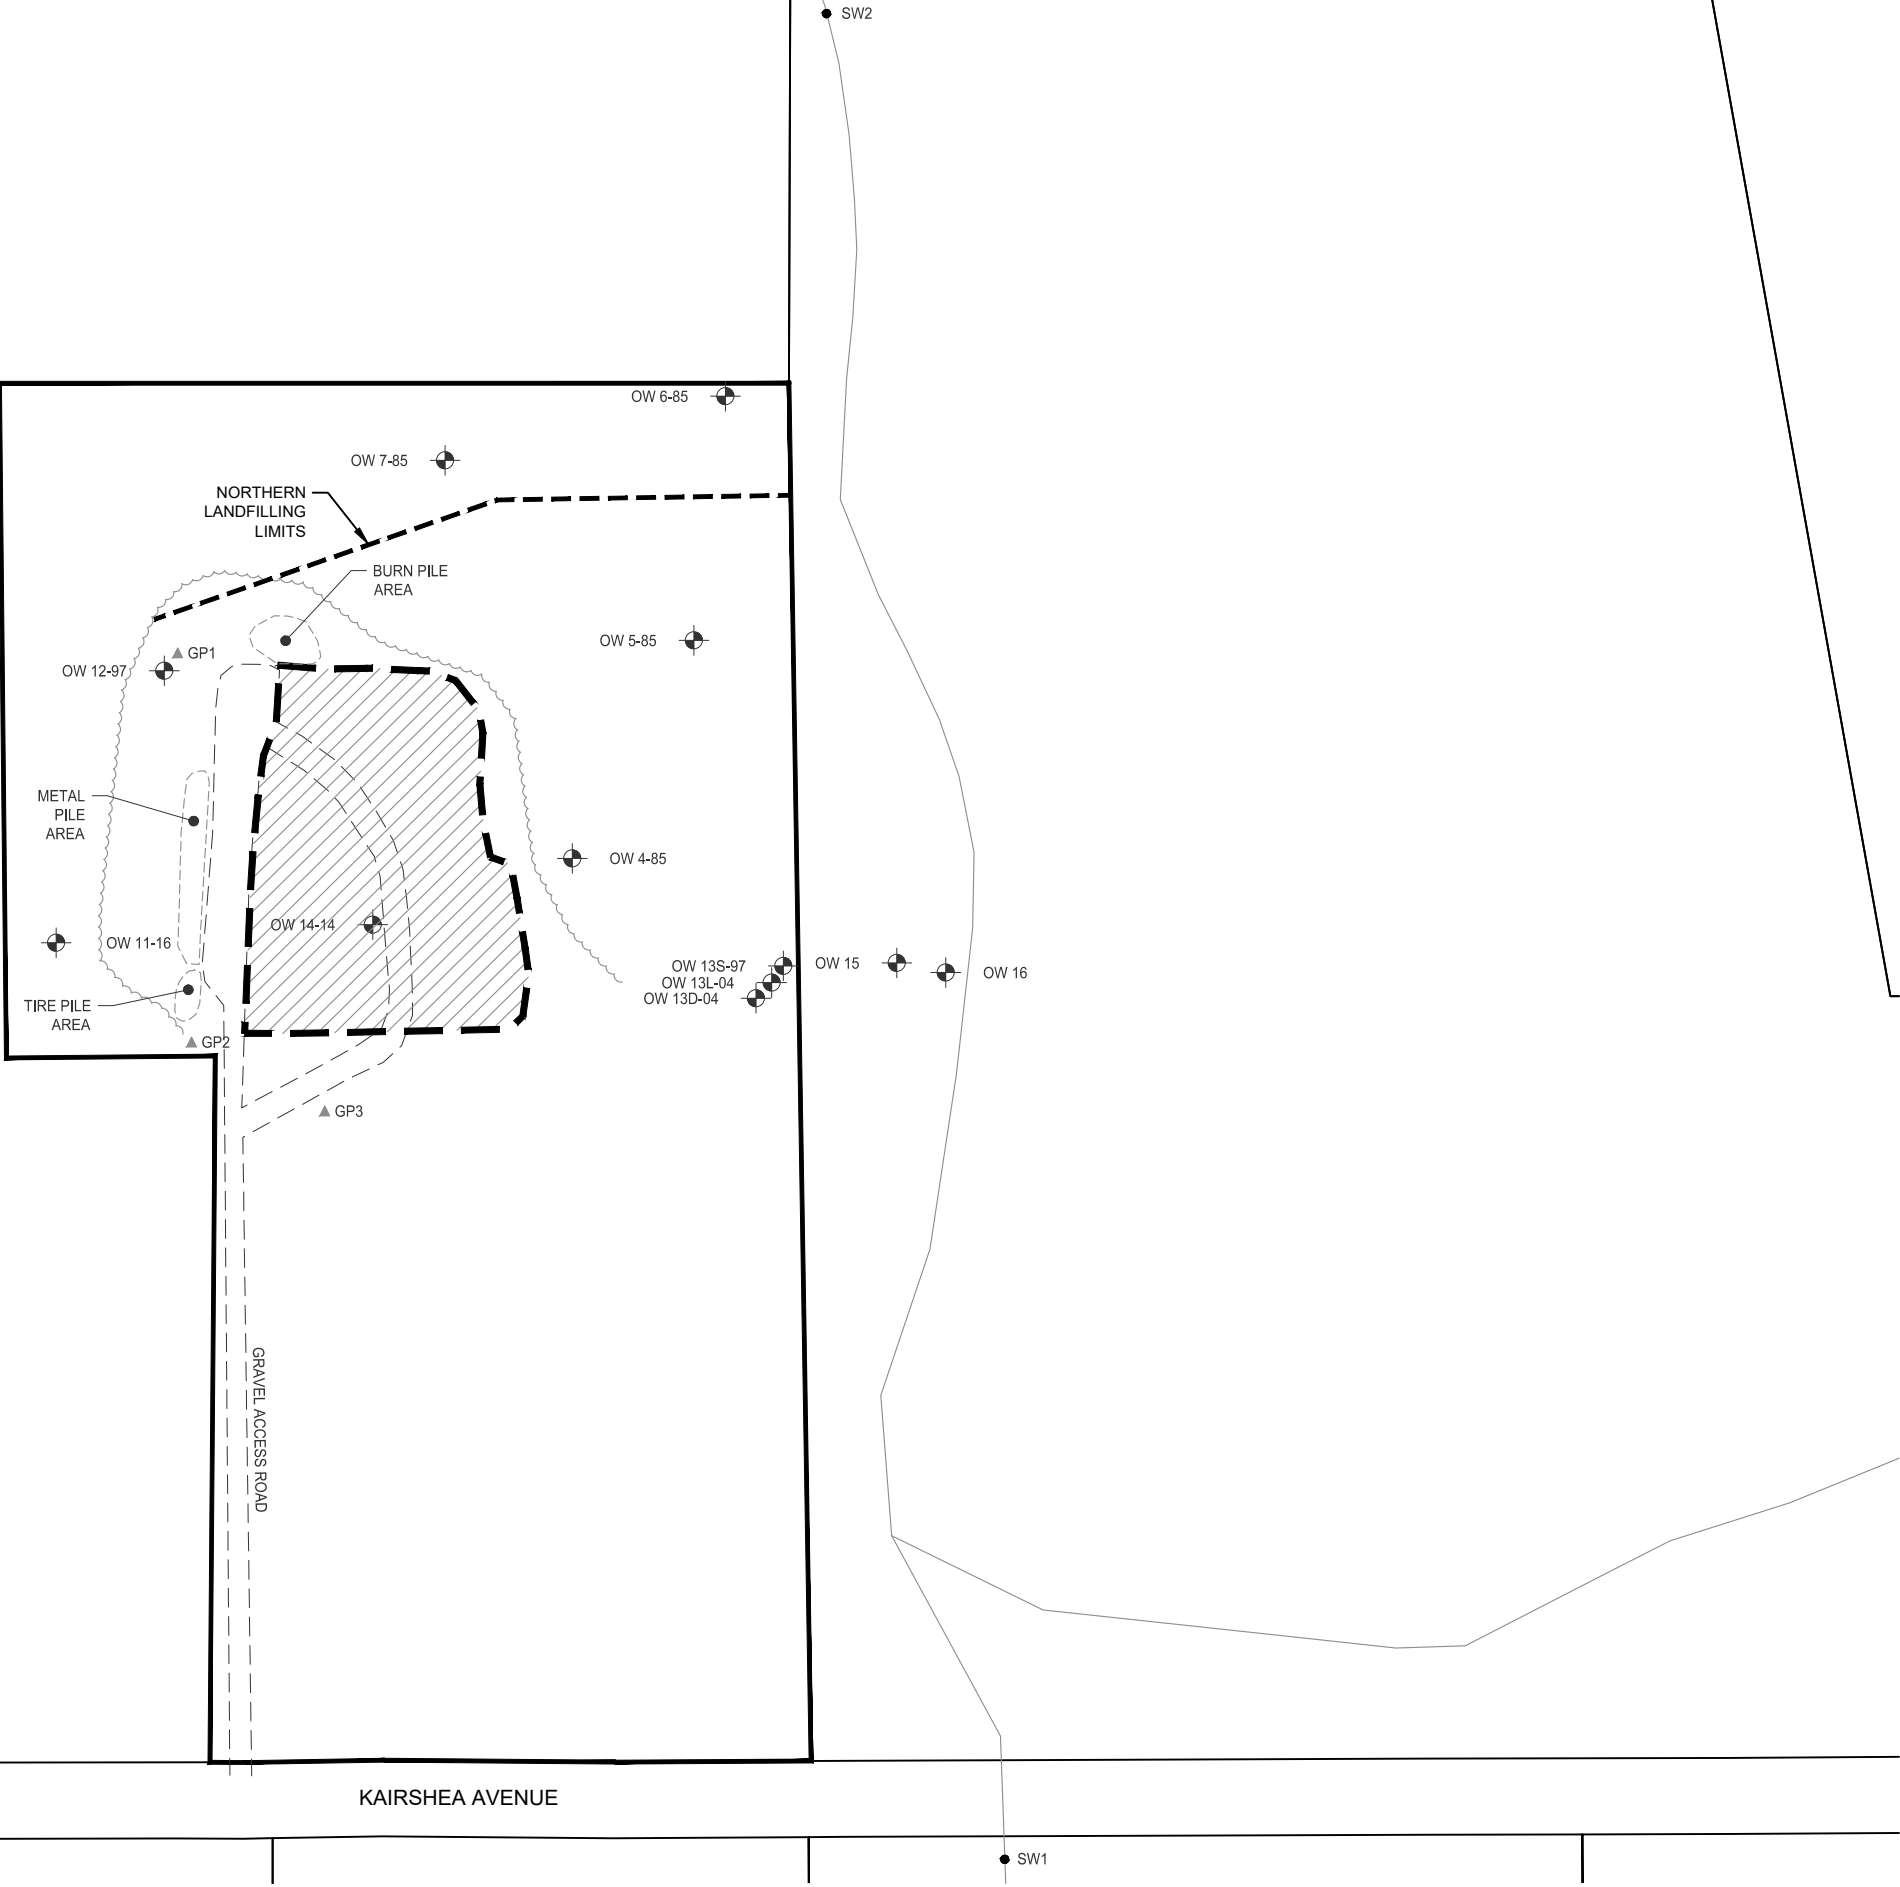 SW2
OW 6-85
OW 7-85
NORTHERN
LANDFILLING
LIMITS
BURN PILE
AREA
OW 5-85
GP1
OW 12-97
METAL
PILE
AREA
OW 4-85
OW 14-14
OW 11-16
OW 13S-97
OW 15
OW 16
OW 13L-04
OW 13D-04
TIRE PILE
AREA
GP2
GP3
GRAVEL ACCESS ROAD
KAIRSHEA AVENUE
SW1